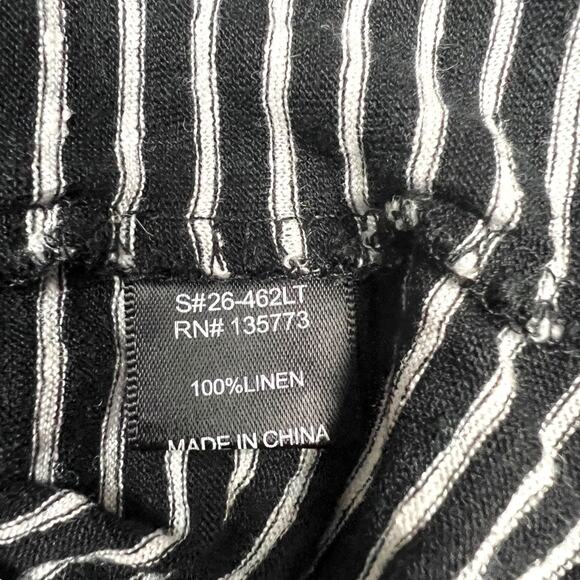 S#26-462LT
RN# 135773
100%LINEN
MADE IN CHINA